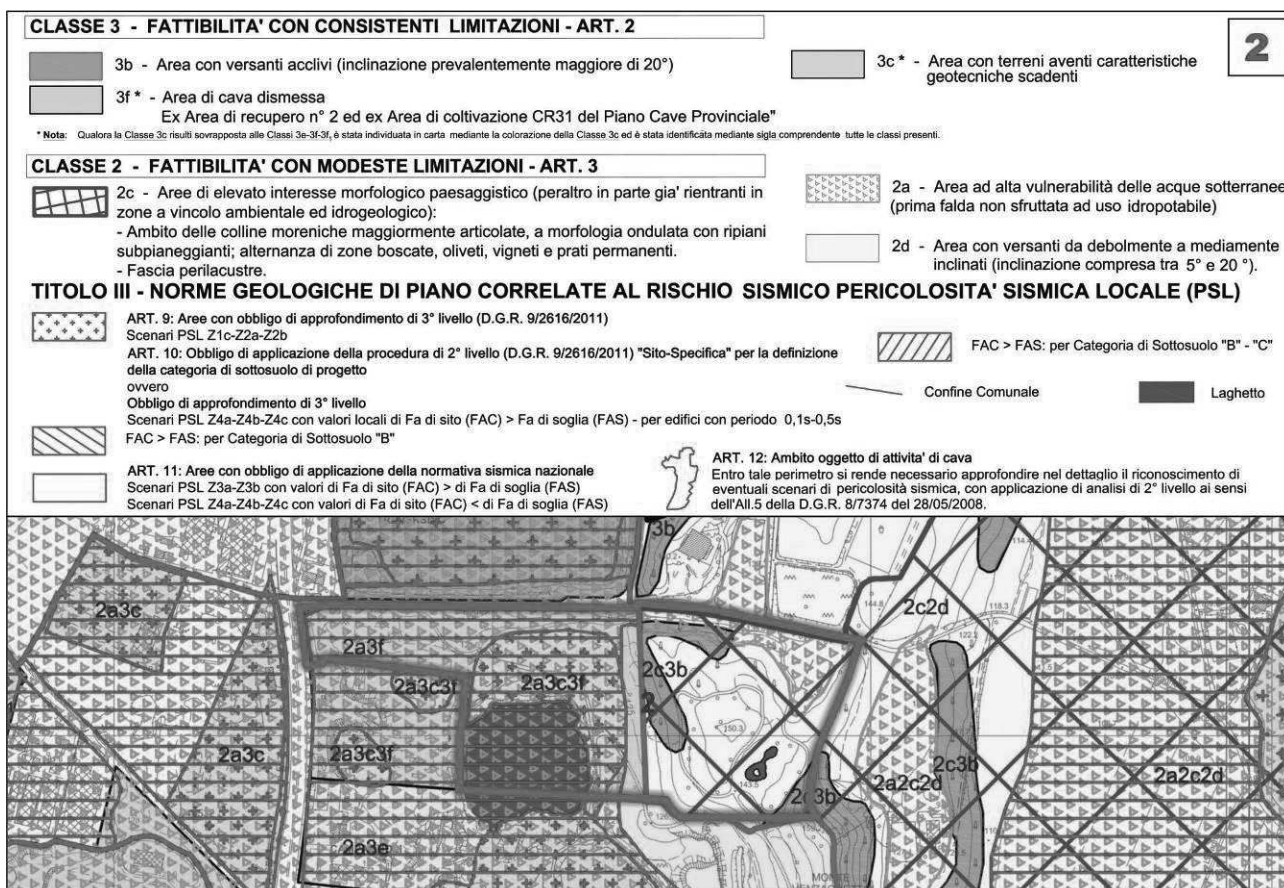 CLASSE 3 - FATTIBILITA' CON CONSISTENTI LIMITAZIONI - ART. 2
2
3b - Area con versanti acclivi (inclinazione prevalentemente maggiore di 20°)
3c * - Area con terreni aventi caratteristiche
geotecniche scadenti
3f * - Area di cava dismessa
Ex Area di recupero n° 2 ed ex Area di coltivazione CR31 del Piano Cave Provinciale"
* Nota: Qualora la Classe 3c risulti sovrapposta alle Classi 3e-3f-3f, è stata individuata in carta mediante la colorazione della Classe 3c ed è stata identificata mediante sigla comprendente tutte le classi presenti.
CLASSE 2 - FATTIBILITA' CON MODESTE LIMITAZIONI - ART. 3
2c - Aree di elevato interesse morfologico paesaggistico (peraltro in parte gia' rientranti in
zone a vincolo ambientale ed idrogeologico):
- Ambito delle colline moreniche maggiormente articolate, a morfologia ondulata con ripiani
subpianeggianti; alternanza di zone boscate, oliveti, vigneti e prati permanenti.
- Fascia perilacustre.
2a - Area ad alta vulnerabilità delle acque sotterranee
(prima falda non sfruttata ad uso idropotabile)
2d - Area con versanti da debolmente a mediamente
inclinati (inclinazione compresa tra 5° e 20 °).
TITOLO III - NORME GEOLOGICHE DI PIANO CORRELATE AL RISCHIO SISMICO PERICOLOSITA' SISMICA LOCALE (PSL)
ART. 9: Aree con obbligo di approfondimento di 3° livello (D.G.R. 9/2616/2011)
Scenari PSL Z1c-Z2a-Z2b
ART. 10: Obbligo di applicazione della procedura di 2° livello (D.G.R. 9/2616/2011) "Sito-Specifica" per la definizione
della categoria di sottosuolo di progetto
ovvero
Obbligo di approfondimento di 3° livello
Scenari PSL Z4a-Z4b-Z4c con valori locali di Fa di sito (FAC) > Fa di soglia (FAS) - per edifici con periodo 0,1s-0,5s
FAC > FAS: per Categoria di Sottosuolo "B"
FAC > FAS: per Categoria di Sottosuolo "B" - "C"
Confine Comunale
Laghetto
ART. 11: Aree con obbligo di applicazione della normativa sismica nazionale
Scenari PSL Z3a-Z3b con valori di Fa di sito (FAC) > di Fa di soglia (FAS)
Scenari PSL Z4a-Z4b-Z4c con valori di Fa di sito (FAC) < di Fa di soglia (FAS)
ART. 12: Ambito oggetto di attivita' di cava
Entro tale perimetro si rende necessario approfondire nel dettaglio il riconoscimento di
eventuali scenari di pericolosità sismica, con applicazione di analisi di 2° livello ai sensi
dell'All.5 della D.G.R. 8/7374 del 28/05/2008.
3b
2a3c
2c2d
144.8
118.3
122.2
2a3f
2a3c3f
2a3c3f
2c3b
2
150.3
2a3c
2a3c3f
143.5
2c3b
2a2c2d
2c3b
2a2c2d
2a3e
MONTE